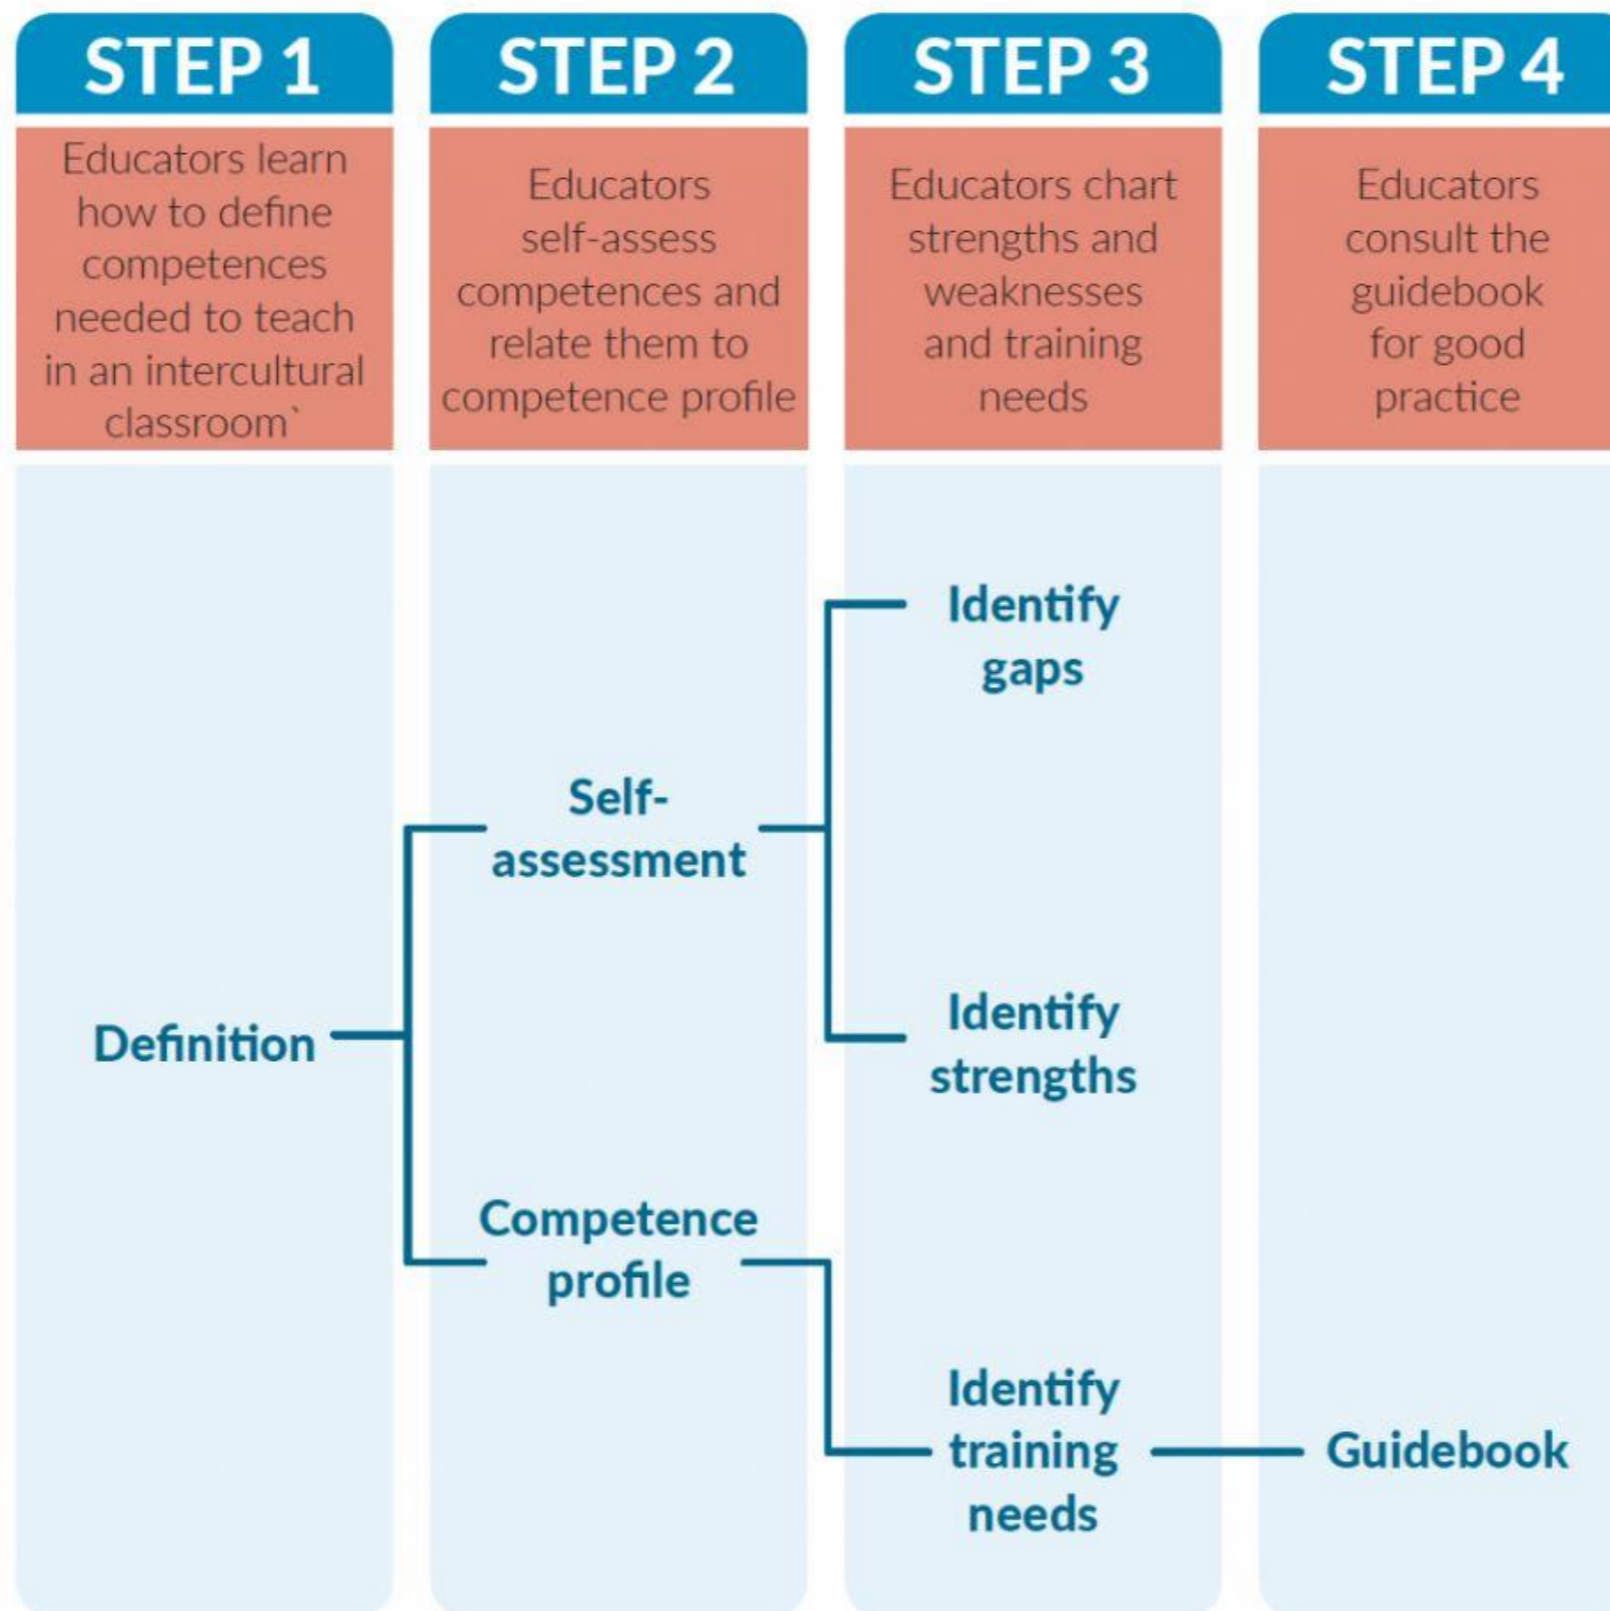 STEP 1
Educators learn
how to define
competences
needed to teach
in an intercultural
classroom`
STEP 2
Educators
self-assess
competences and
relate them to
competence profile
STEP 3
Educators chart
strengths and
weaknesses
and training
needs
STEP 4
Educators
consult the
guidebook
for good
practice
Definition
Self-
assessment
Competence
profile
Identify
gaps
Identify
strengths
Identify
training
needs
Guidebook